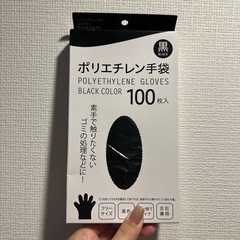 黒
BLACK
ポリエチレン手袋
POLYETHYLENE GLOVES
BLACK COLOR
100枚入
素手で触りたくない
ゴミの処理などに!
フリーサイズ
左右兼用